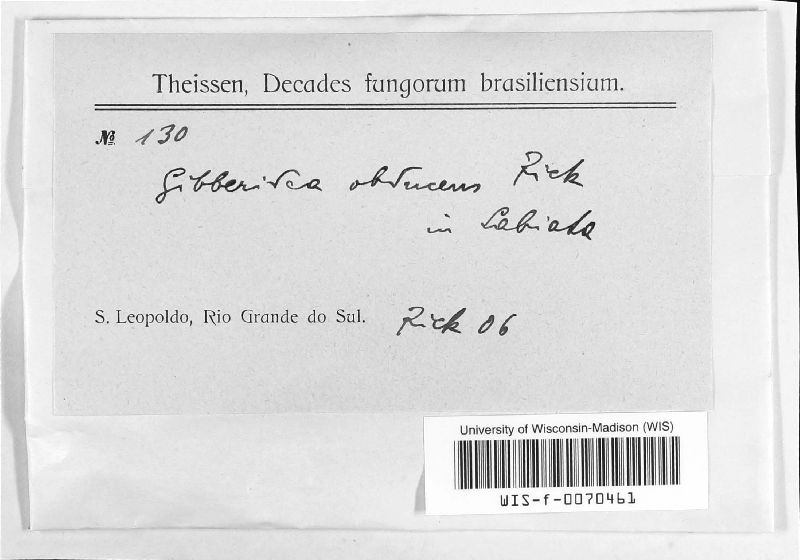 Theissen, Decades fungorum brasiliensium.
№ 130
Gibberidea obducens Rick
in Labiata
S. Leopoldo, Rio Grande do Sul. Rick 06
University of Wisconsin-Madison (WIS)
WIS-f-0070461